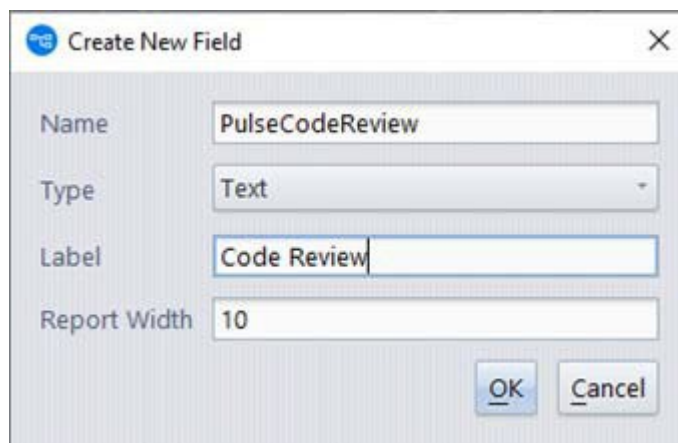 Create New Field
Name PulseCodeReview
Type Text
Label Code Review
Report Width 10
OK Cancel